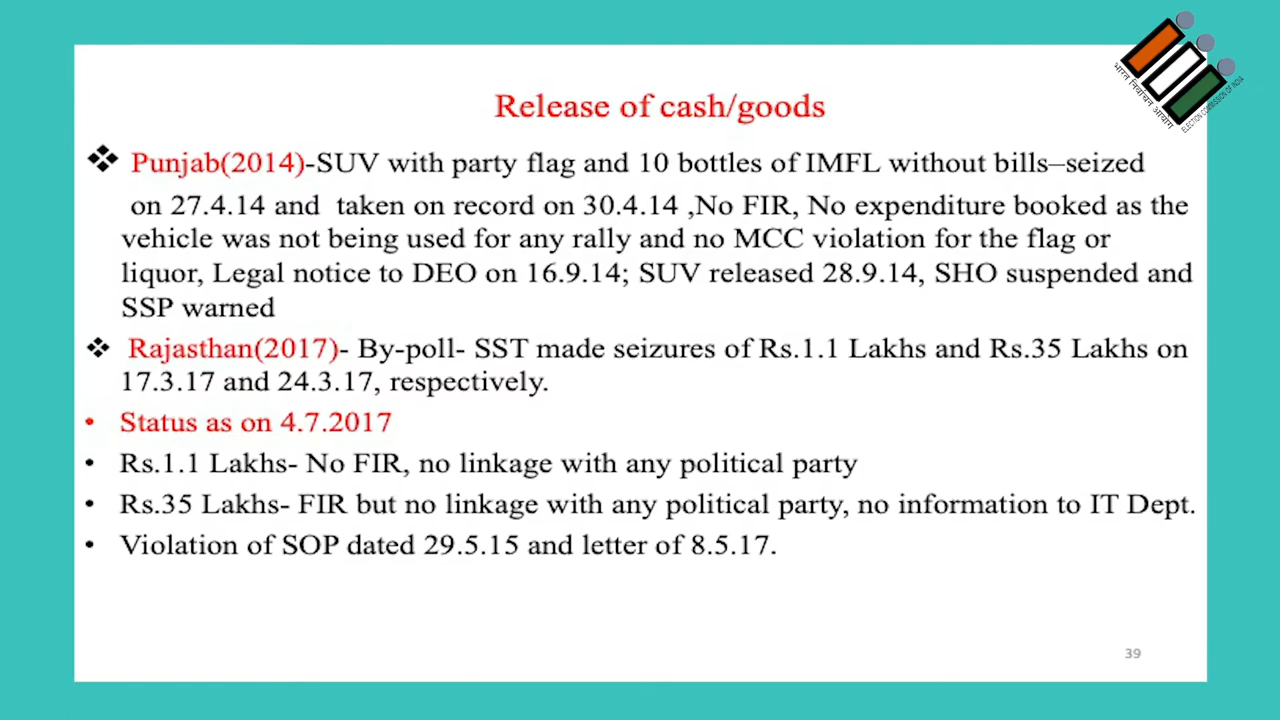 भारत निर्वाचन आयोग
ELECTION COMMISSION OF INDIA
Release of cash/goods
❖ Punjab(2014)-SUV with party flag and 10 bottles of IMFL without bills–seized
on 27.4.14 and taken on record on 30.4.14 ,No FIR, No expenditure booked as the
vehicle was not being used for any rally and no MCC violation for the flag or
liquor, Legal notice to DEO on 16.9.14; SUV released 28.9.14, SHO suspended and
SSP warned
❖ Rajasthan(2017)- By-poll- SST made seizures of Rs.1.1 Lakhs and Rs.35 Lakhs on
17.3.17 and 24.3.17, respectively.
• Status as on 4.7.2017
• Rs.1.1 Lakhs- No FIR, no linkage with any political party
• Rs.35 Lakhs- FIR but no linkage with any political party, no information to IT Dept.
• Violation of SOP dated 29.5.15 and letter of 8.5.17.
39